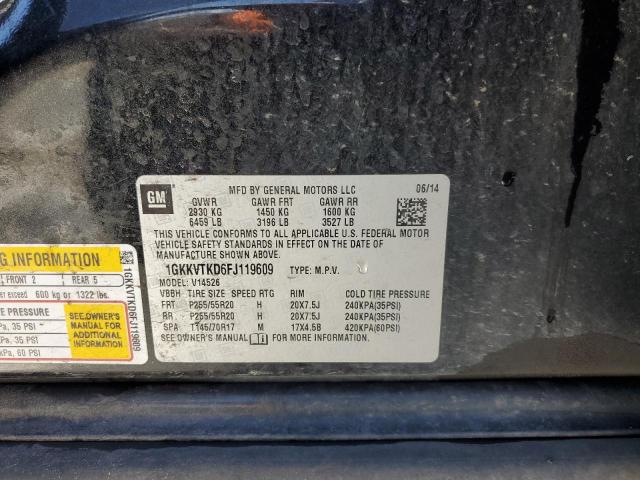 GM
MFD BY GENERAL MOTORS LLC 06/14
GVWR GAWR FRT GAWR RR
2930 KG 1450 KG 1600 KG
6459 LB 3196 LB 3527 LB
THIS VEHICLE CONFORMS TO ALL APPLICABLE U.S. FEDERAL MOTOR
VEHICLE SAFETY STANDARDS IN EFFECT ON THE DATE OF
MANUFACTURE SHOWN ABOVE.
1GKKVTKD6FJ119609 TYPE: M.P.V.
MODEL: V14526
VBBH TIRE SIZE SPEED RTG RIM COLD TIRE PRESSURE
FRT P255/55R20 H 20X7.5J 240KPA(35PSI)
RR P255/55R20 H 20X7.5J 240KPA(35PSI)
SPA T145/70R17 M 17X4.5B 420KPA(60PSI)
SEE OWNER'S MANUAL FOR MORE INFORMATION.
G INFORMATION
FRONT 2 REAR 5
exceed 600 kg or 1322 lbs.
E PRESSURE
Pa, 35 PSI
Pa, 35 PSI
kPa, 60 PSI
SEE OWNER'S
MANUAL FOR
ADDITIONAL
INFORMATION
1GKKVTKD6FJ119609